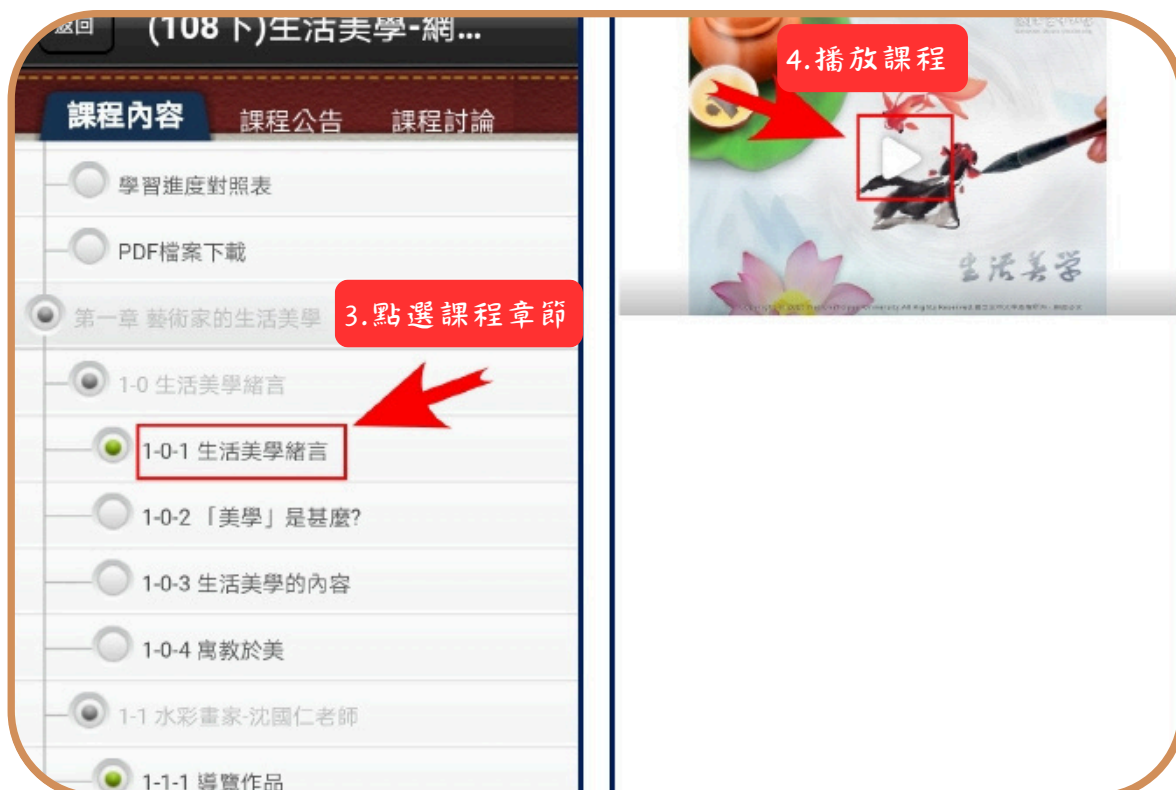 返回
(108下)生活美學-網...
課程內容
課程公告
課程討論
學習進度對照表
PDF檔案下載
第一章 藝術家的生活美學
3.點選課程章節
1-0 生活美學緒言
1-0-1 生活美學緒言
1-0-2 「美學」是甚麼?
1-0-3 生活美學的內容
1-0-4 寓教於美
1-1 水彩畫家-沈國仁老師
1-1-1 導覽作品
4.播放課程
生活美学